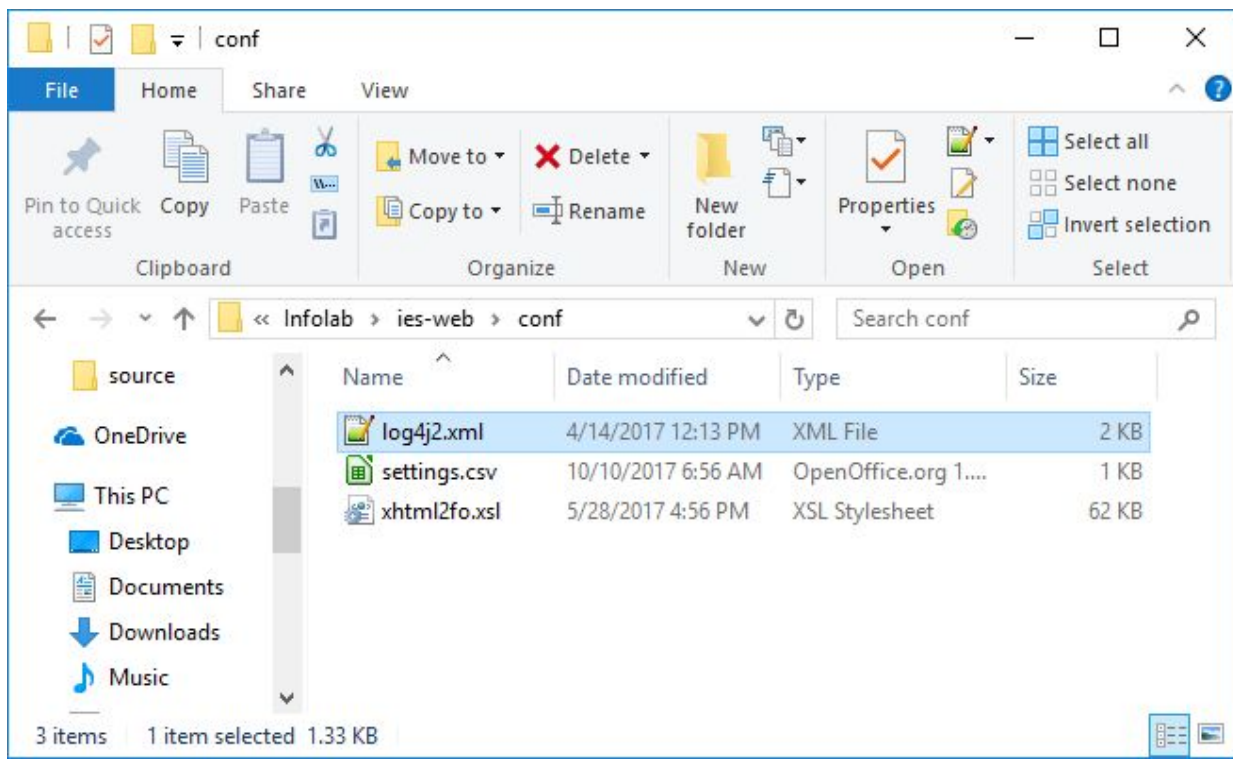 conf
File Home Share View
Pin to Quick access Copy Paste Move to Copy to Delete Rename New folder Properties Select all Select none Invert selection
Clipboard Organize New Open Select
« Infolab › ies-web › conf Search conf
source
OneDrive
This PC
Desktop
Documents
Downloads
Music
Name Date modified Type Size
log4j2.xml 4/14/2017 12:13 PM XML File 2 KB
settings.csv 10/10/2017 6:56 AM OpenOffice.org 1.... 1 KB
xhtml2fo.xsl 5/28/2017 4:56 PM XSL Stylesheet 62 KB
3 items 1 item selected 1.33 KB